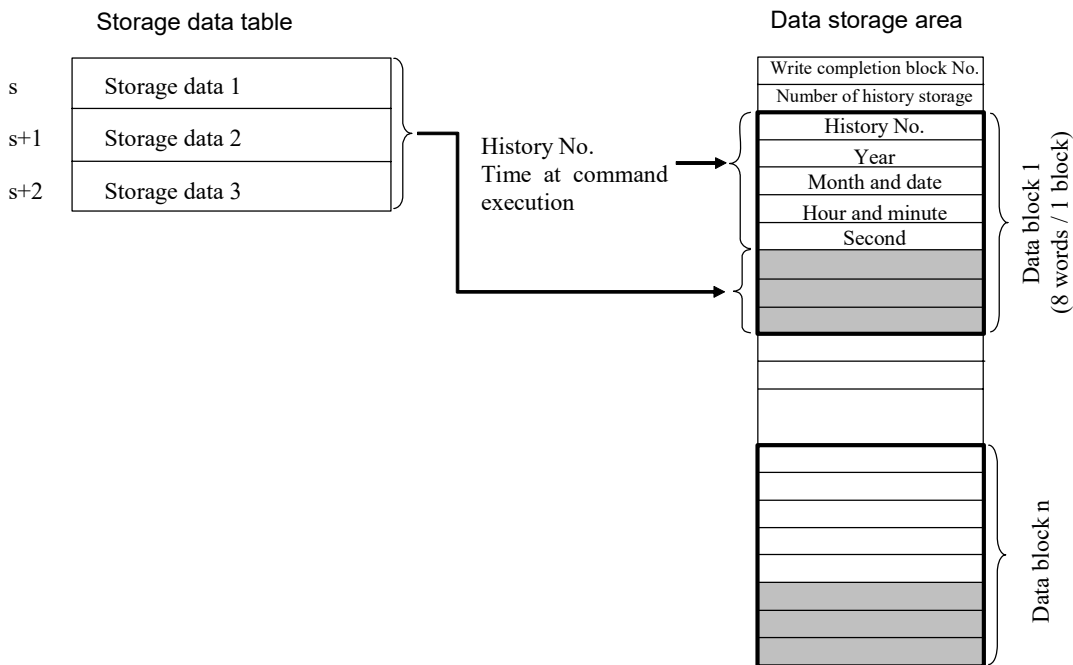 Storage data table
s Storage data 1
s+1 Storage data 2
s+2 Storage data 3
History No.
Time at command
execution
Data storage area
Write completion block No.
Number of history storage
History No.
Year
Month and date
Hour and minute
Second
Data block 1
(8 words / 1 block)
Data block n